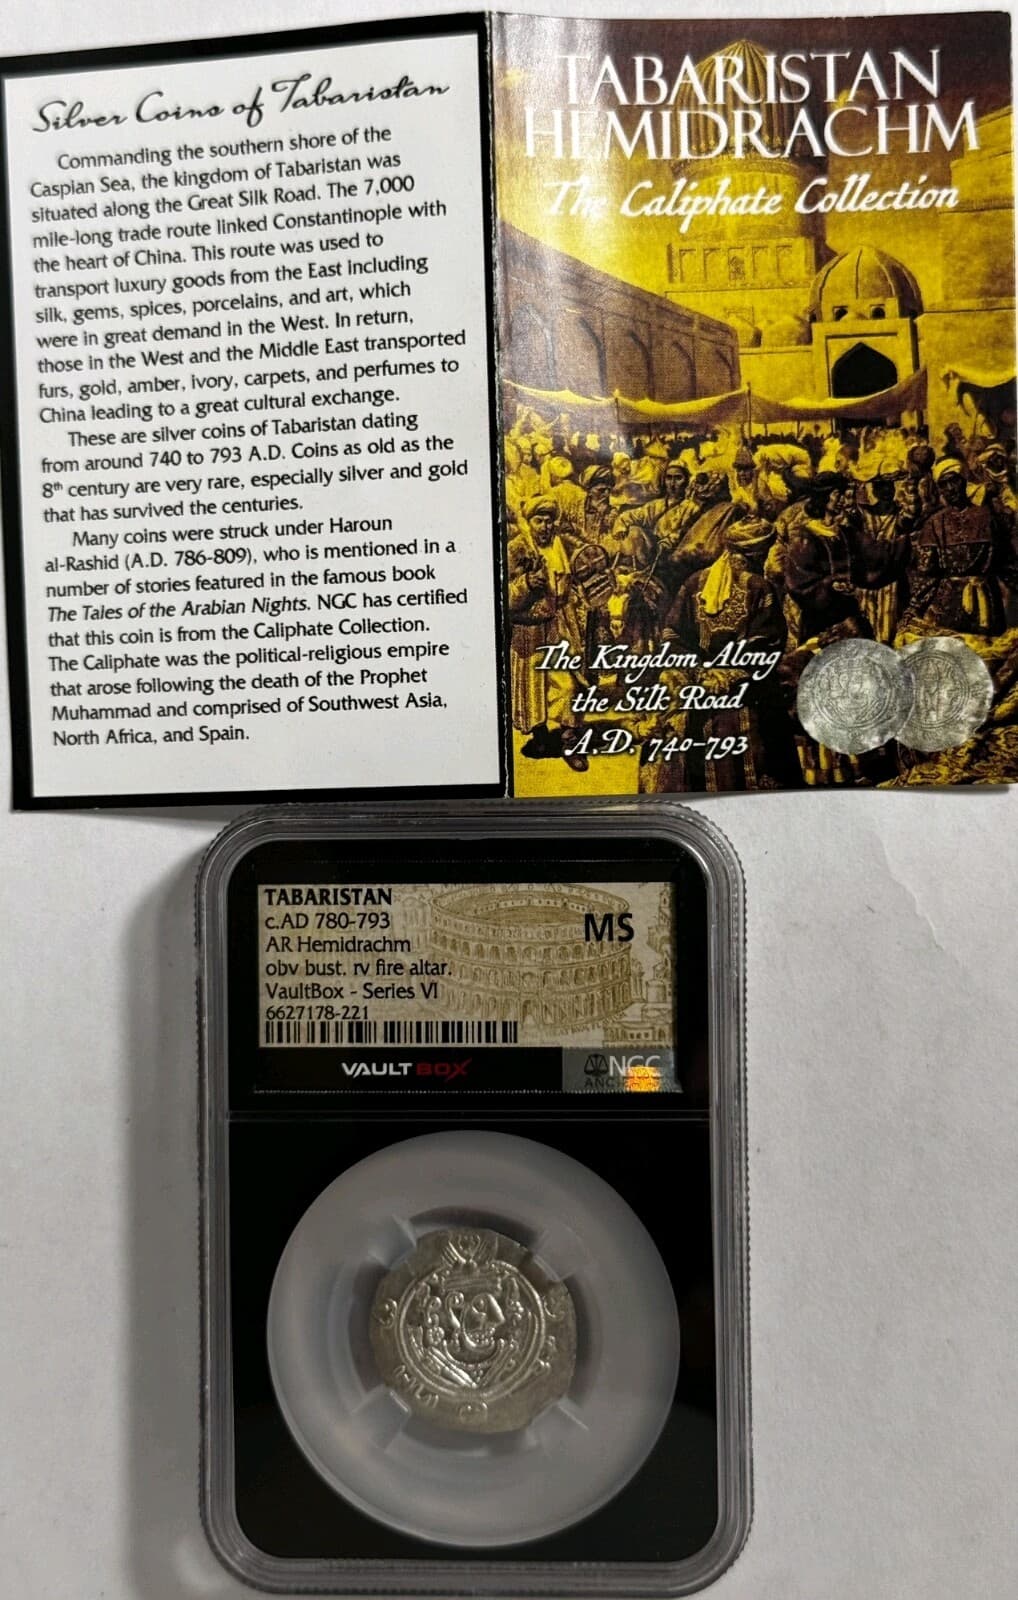 Silver Coins of Tabaristan
Commanding the southern shore of the
Caspian Sea, the kingdom of Tabaristan was
situated along the Great Silk Road. The 7,000
mile-long trade route linked Constantinople with
the heart of China. This route was used to
transport luxury goods from the East including
silk, gems, spices, porcelains, and art, which
were in great demand in the West. In return,
those in the West and the Middle East transported
furs, gold, amber, ivory, carpets, and perfumes to
China leading to a great cultural exchange.
These are silver coins of Tabaristan dating
from around 740 to 793 A.D. Coins as old as the
8th century are very rare, especially silver and gold
that has survived the centuries.
Many coins were struck under Haroun
al-Rashid (A.D. 786-809), who is mentioned in a
number of stories featured in the famous book
The Tales of the Arabian Nights. NGC has certified
that this coin is from the Caliphate Collection.
The Caliphate was the political-religious empire
that arose following the death of the Prophet
Muhammad and comprised of Southwest Asia,
North Africa, and Spain.
TABARISTAN
HEMIDRACHM
The Caliphate Collection
The Kingdom Along
the Silk Road
A.D. 740-793
TABARISTAN
c.AD 780-793
AR Hemidrachm
obv bust. rv fire altar.
VaultBox - Series VI
6627178-221
MS
VAULTBOX
NGC